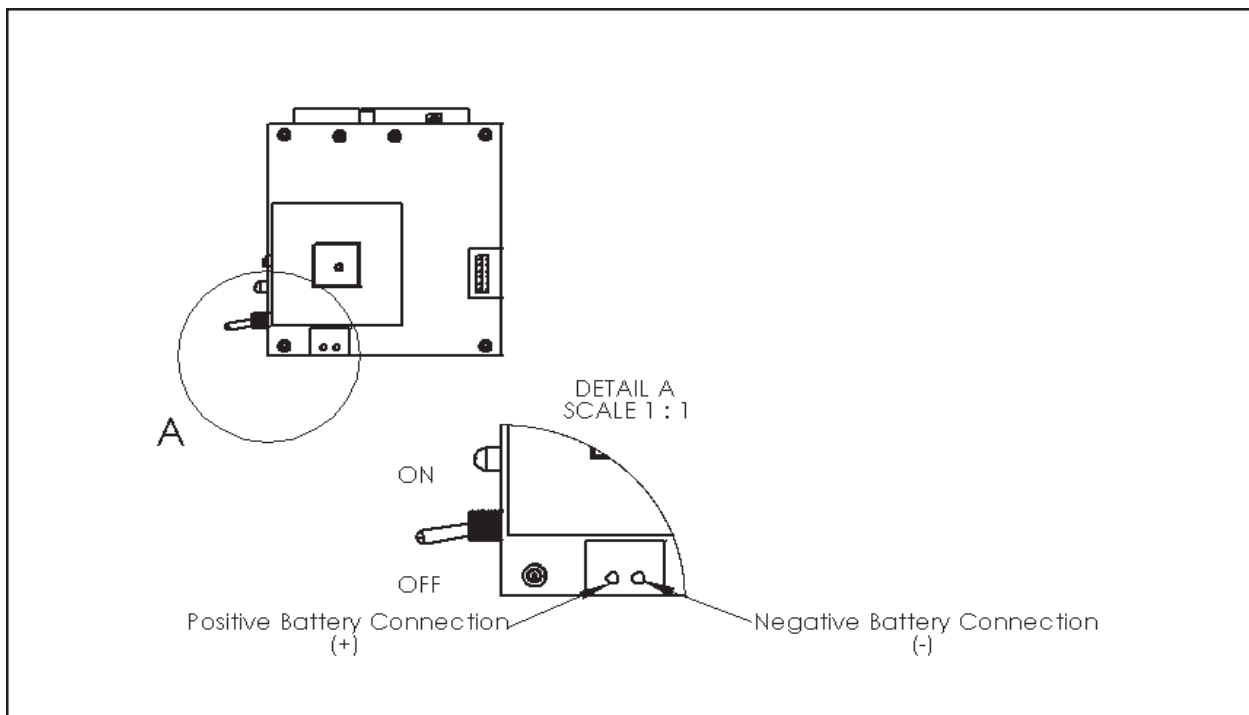 A
DETAIL A
SCALE 1 : 1
ON
OFF
Positive Battery Connection
(+)
Negative Battery Connection
(-)